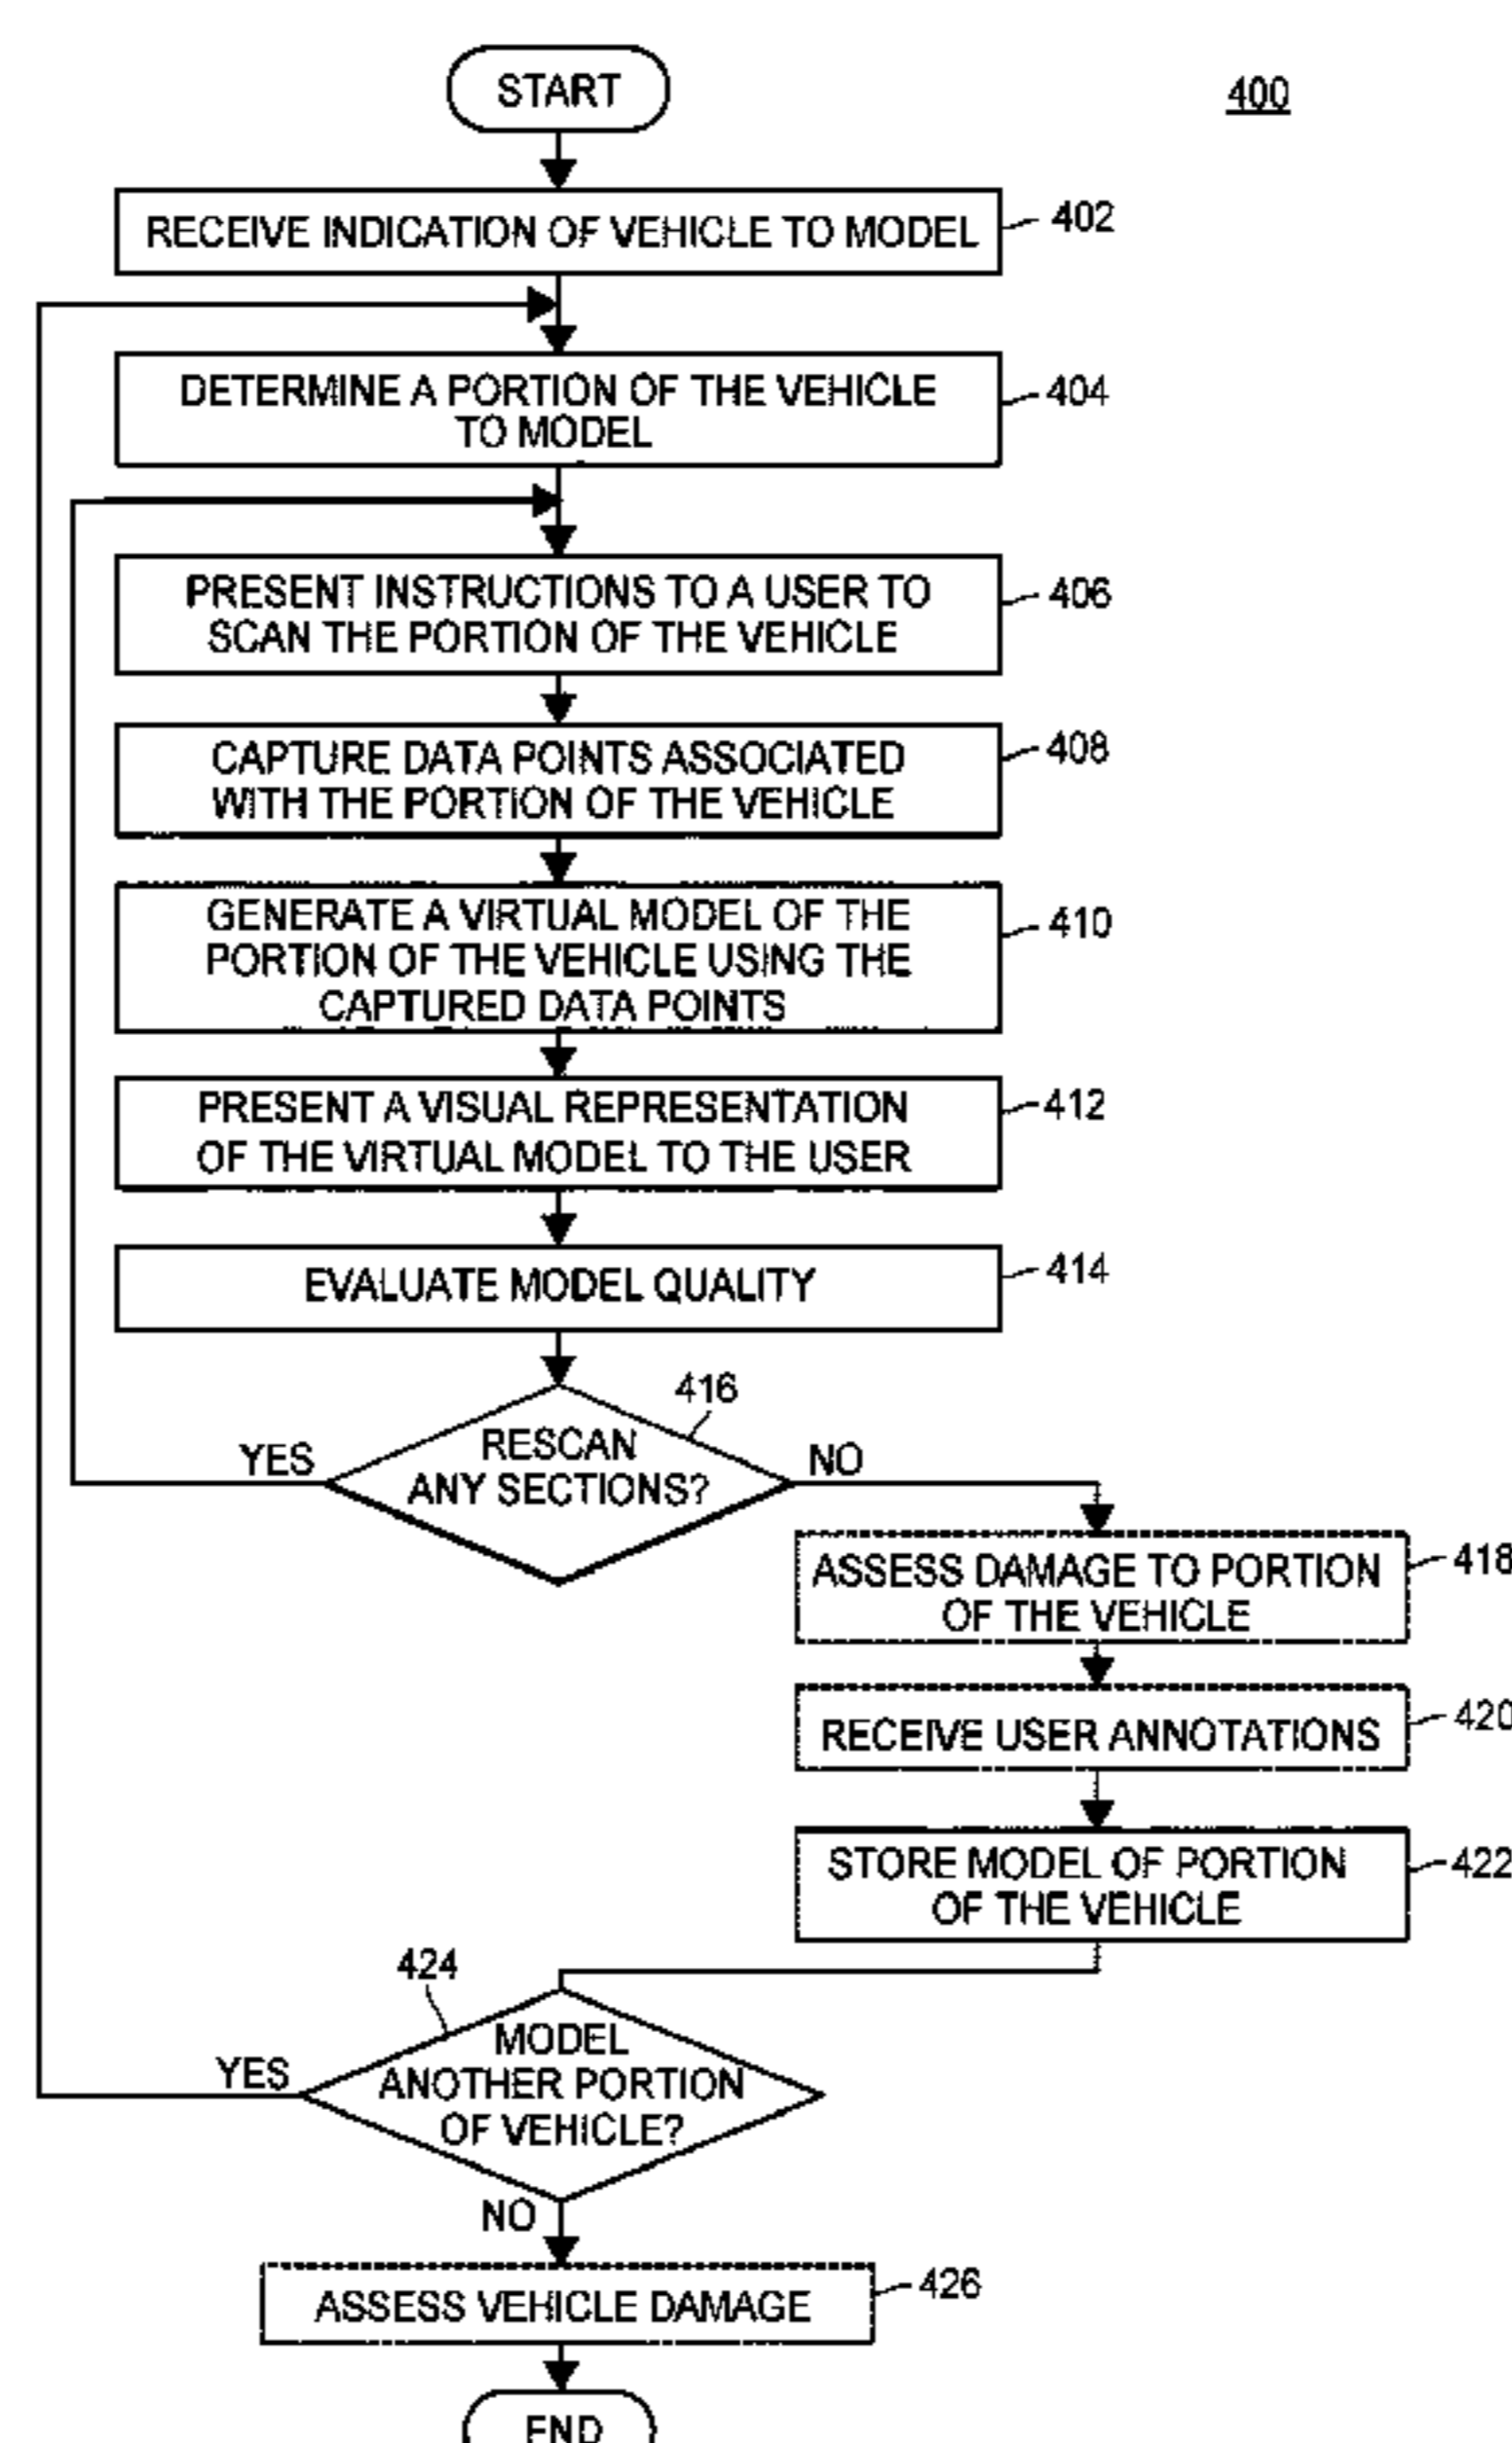 START
400
RECEIVE INDICATION OF VEHICLE TO MODEL
402
DETERMINE A PORTION OF THE VEHICLE
TO MODEL
404
PRESENT INSTRUCTIONS TO A USER TO
SCAN THE PORTION OF THE VEHICLE
406
CAPTURE DATA POINTS ASSOCIATED
WITH THE PORTION OF THE VEHICLE
408
GENERATE A VIRTUAL MODEL OF THE
PORTION OF THE VEHICLE USING THE
CAPTURED DATA POINTS
410
PRESENT A VISUAL REPRESENTATION
OF THE VIRTUAL MODEL TO THE USER
412
EVALUATE MODEL QUALITY
414
416
YES
RESCAN
ANY SECTIONS?
NO
ASSESS DAMAGE TO PORTION
OF THE VEHICLE
418
RECEIVE USER ANNOTATIONS
420
STORE MODEL OF PORTION
OF THE VEHICLE
422
424
YES
MODEL
ANOTHER PORTION
OF VEHICLE?
NO
ASSESS VEHICLE DAMAGE
426
END